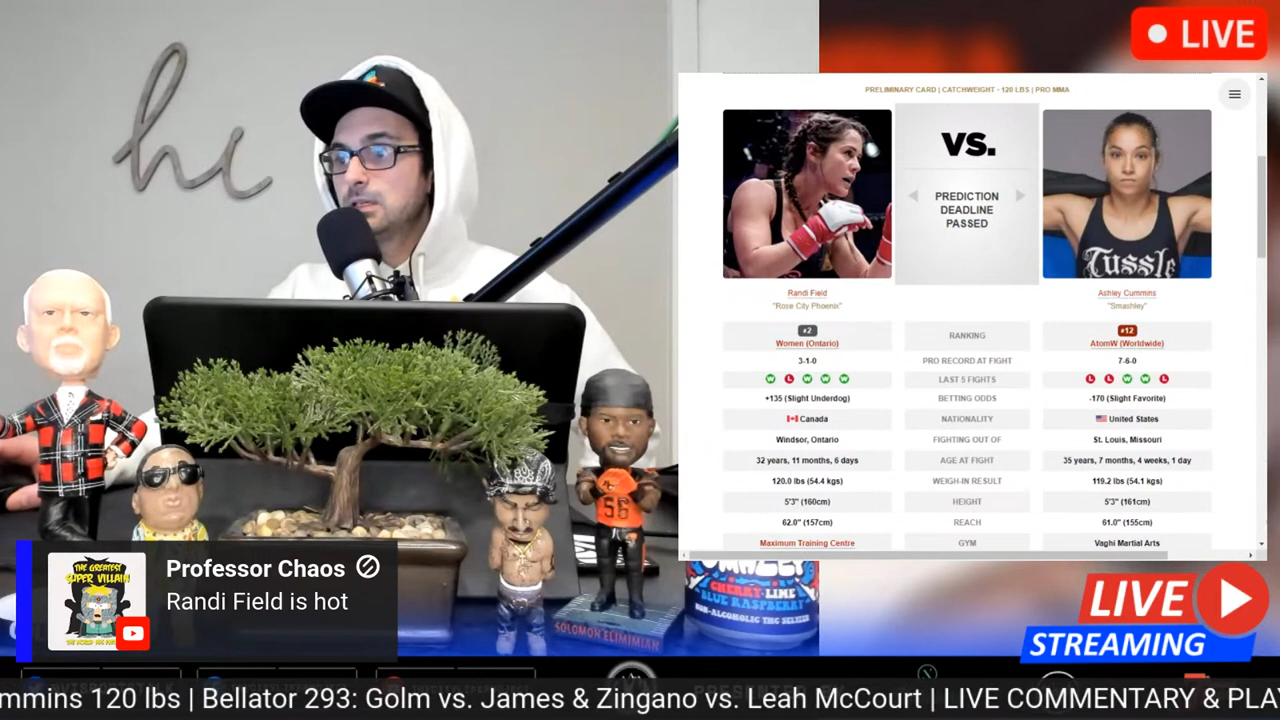 hi
LIVE
PRELIMINARY CARD | CATCHWEIGHT - 120 LBS | PRO MMA
VS.
PREDICTION
DEADLINE
PASSED
Tussle
Randi Field
Ashley Cummins
"Rose City Phoenix"
"Smashley"
#2
RANKING
#12
Women (Ontario)
AtomW (Worldwide)
3-1-0
PRO RECORD AT FIGHT
7-6-0
W L W W W
LAST 5 FIGHTS
L L W W L
+135 (Slight Underdog)
BETTING ODDS
-170 (Slight Favorite)
Canada
NATIONALITY
United States
Windsor, Ontario
FIGHTING OUT OF
St. Louis, Missouri
32 years, 11 months, 6 days
AGE AT FIGHT
35 years, 7 months, 4 weeks, 1 day
120.0 lbs (54.4 kgs)
WEIGH-IN RESULT
119.2 lbs (54.1 kgs)
5'3" (160cm)
HEIGHT
5'3" (161cm)
62.0" (157cm)
REACH
61.0" (155cm)
Maximum Training Centre
GYM
Vaghi Martial Arts
56
SOLOMON ELIMIMIAN
CHERRY-LIME
BLUE RASPBERRY
NON-ALCOHOLIC THC SELTZER
THE GREATEST
SUPER VILLAIN
Professor Chaos
Randi Field is hot
LIVE
STREAMING
mmins 120 lbs | Bellator 293: Golm vs. James & Zingano vs. Leah McCourt | LIVE COMMENTARY & PLA